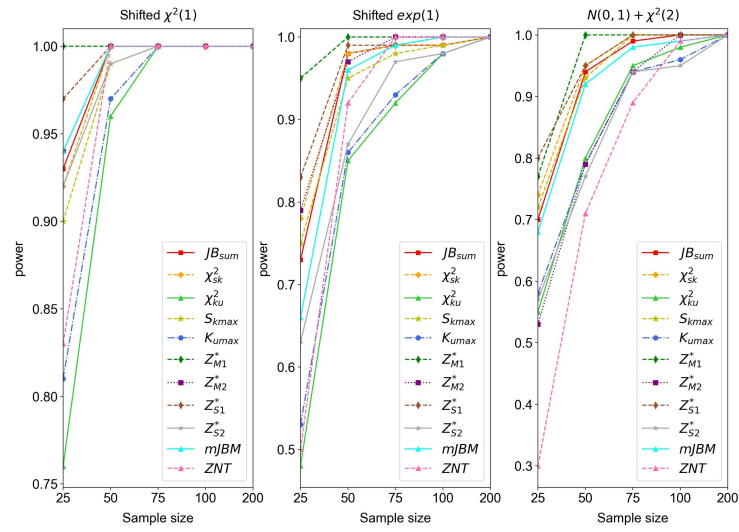 Shifted χ²(1)
power
1.00
0.95
0.90
0.85
0.80
0.75
25
50
75
100
200
Sample size
JB_sum
χ²_sk
χ²_ku
S_kmax
K_umax
Z*_M1
Z*_M2
Z*_S1
Z*_S2
mJBM
ZNT
Shifted exp(1)
power
1.0
0.9
0.8
0.7
0.6
0.5
25
50
75
100
200
Sample size
JB_sum
χ²_sk
χ²_ku
S_kmax
K_umax
Z*_M1
Z*_M2
Z*_S1
Z*_S2
mJBM
ZNT
N(0, 1) + χ²(2)
power
1.0
0.9
0.8
0.7
0.6
0.5
0.4
0.3
25
50
75
100
200
Sample size
JB_sum
χ²_sk
χ²_ku
S_kmax
K_umax
Z*_M1
Z*_M2
Z*_S1
Z*_S2
mJBM
ZNT